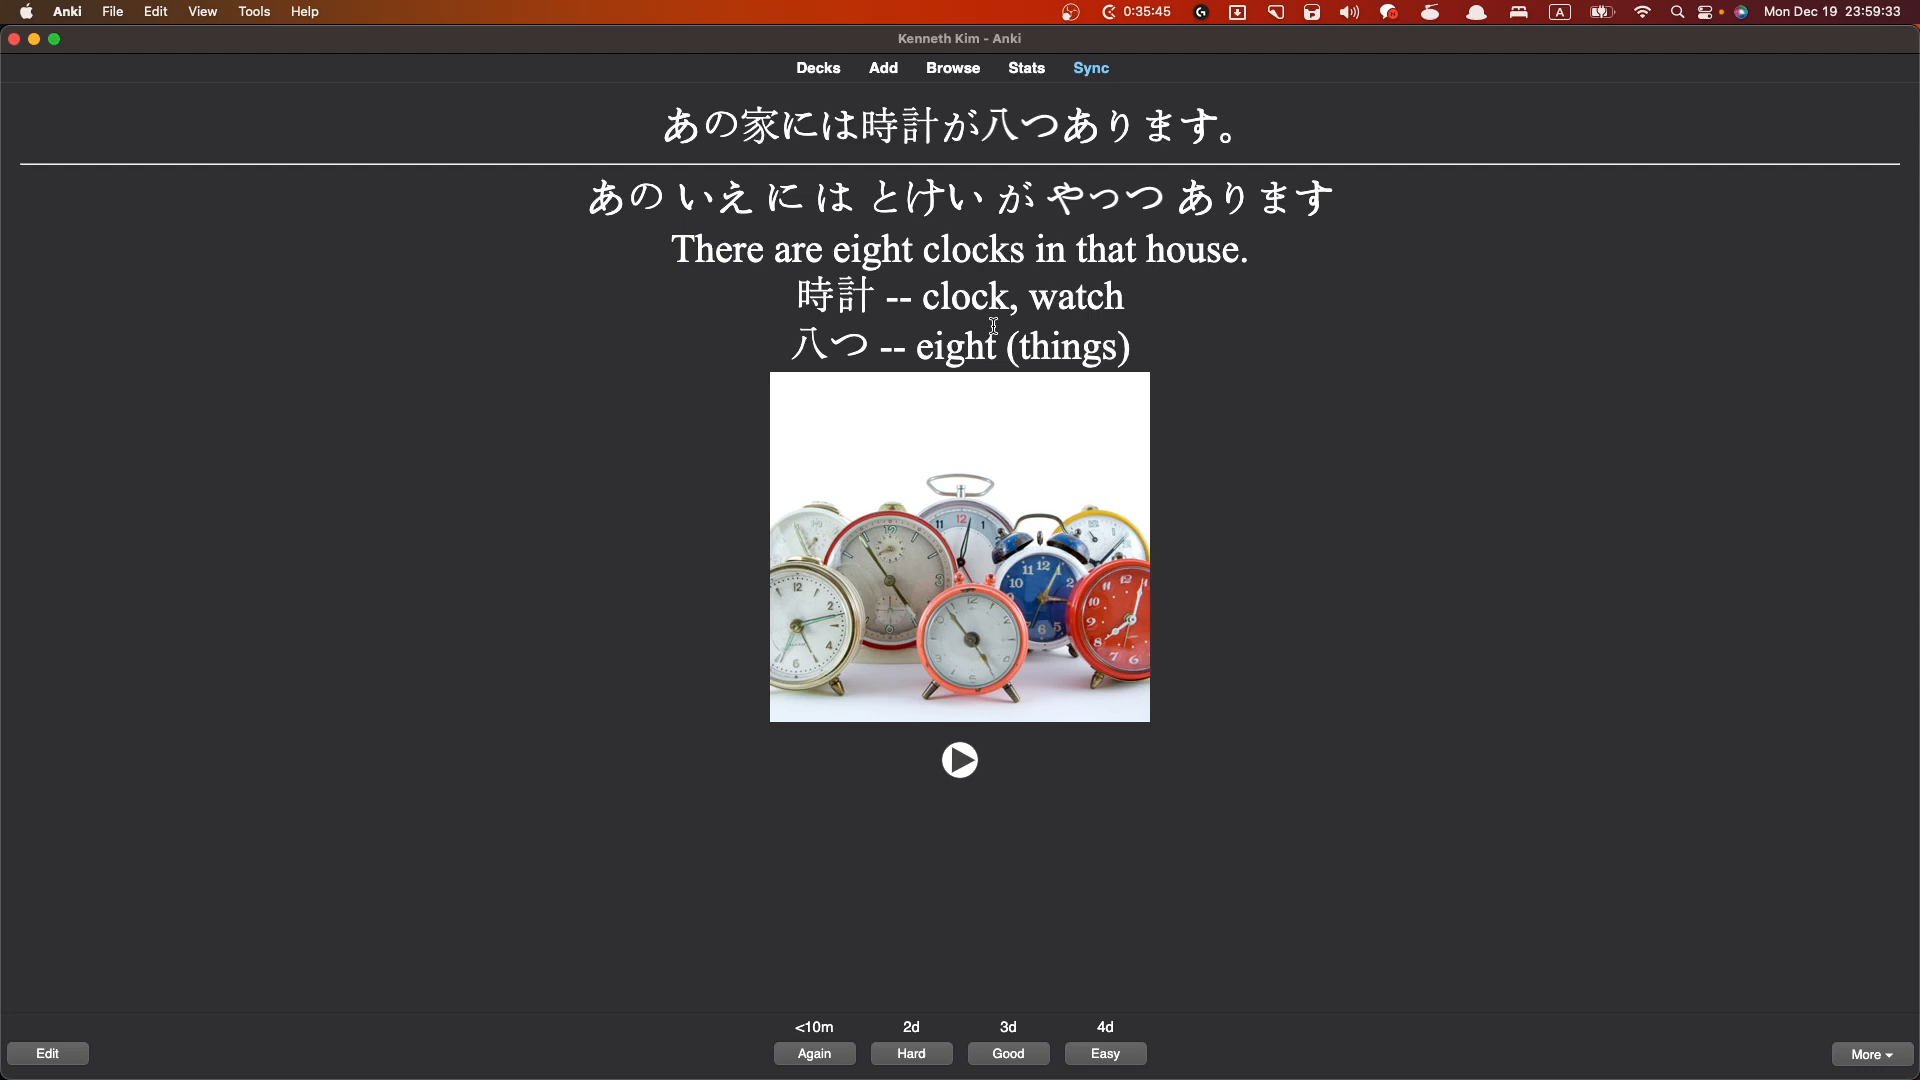 Anki File Edit View Tools Help 0:35:45 A Mon Dec 19 23:59:33
Kenneth Kim - Anki
Decks Add Browse Stats Sync
あの家には時計が八つあります。
あの いえ に は とけい が やっつ あります
There are eight clocks in that house.
時計 -- clock, watch
八つ -- eight (things)
<10m 2d 3d 4d
Edit Again Hard Good Easy More